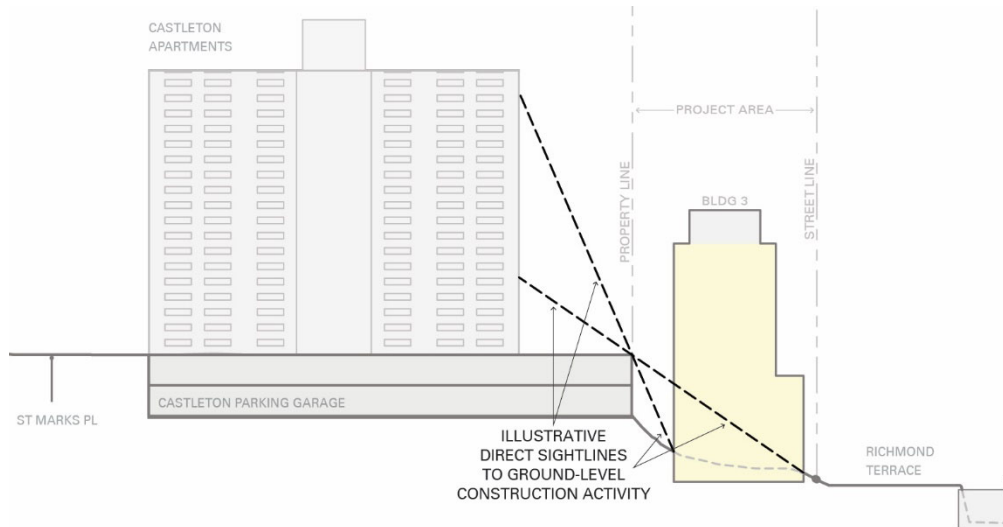 CASTLETON
APARTMENTS
PROJECT AREA
PROPERTY LINE
STREET LINE
BLDG 3
ST MARKS PL
CASTLETON PARKING GARAGE
ILLUSTRATIVE
DIRECT SIGHTLINES
TO GROUND-LEVEL
CONSTRUCTION ACTIVITY
RICHMOND
TERRACE